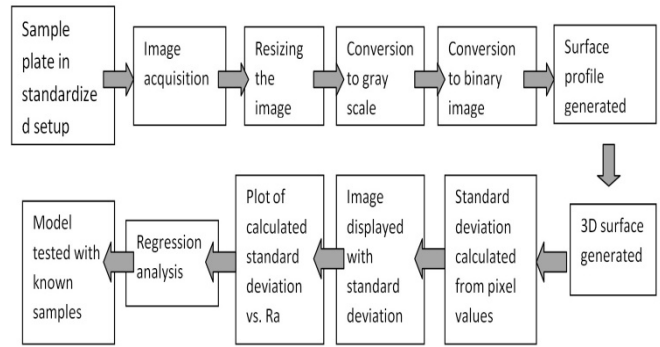 Sample
plate in
standardize
d setup
Image
acquisition
Resizing
the
image
Conversion
to gray
scale
Conversion
to binary
image
Surface
profile
generated
3D surface
generated
Standard
deviation
calculated
from pixel
values
Image
displayed
with
standard
deviation
Plot of
calculated
standard
deviation
vs. Ra
Regression
analysis
Model
tested with
known
samples